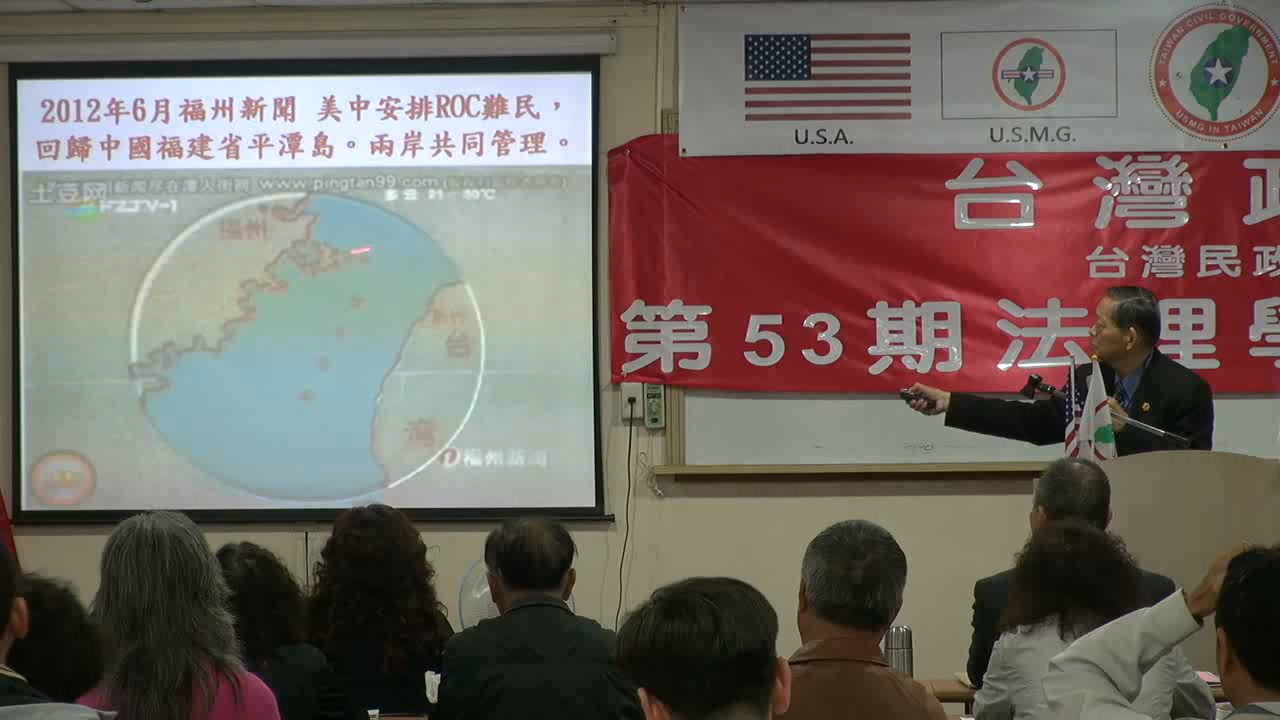 2012年6月福州新聞 美中安排ROC難民，
回歸中國福建省平潭島。兩岸共同管理。
土豆网
www.pingtan99.com
FZTV-1
福州
台
灣
福州新闻
U.S.A.
U.S.M.G.
TAIWAN CIVIL GOVERNMENT
USMG IN TAIWAN
台灣政
台灣民政
第53期法理學